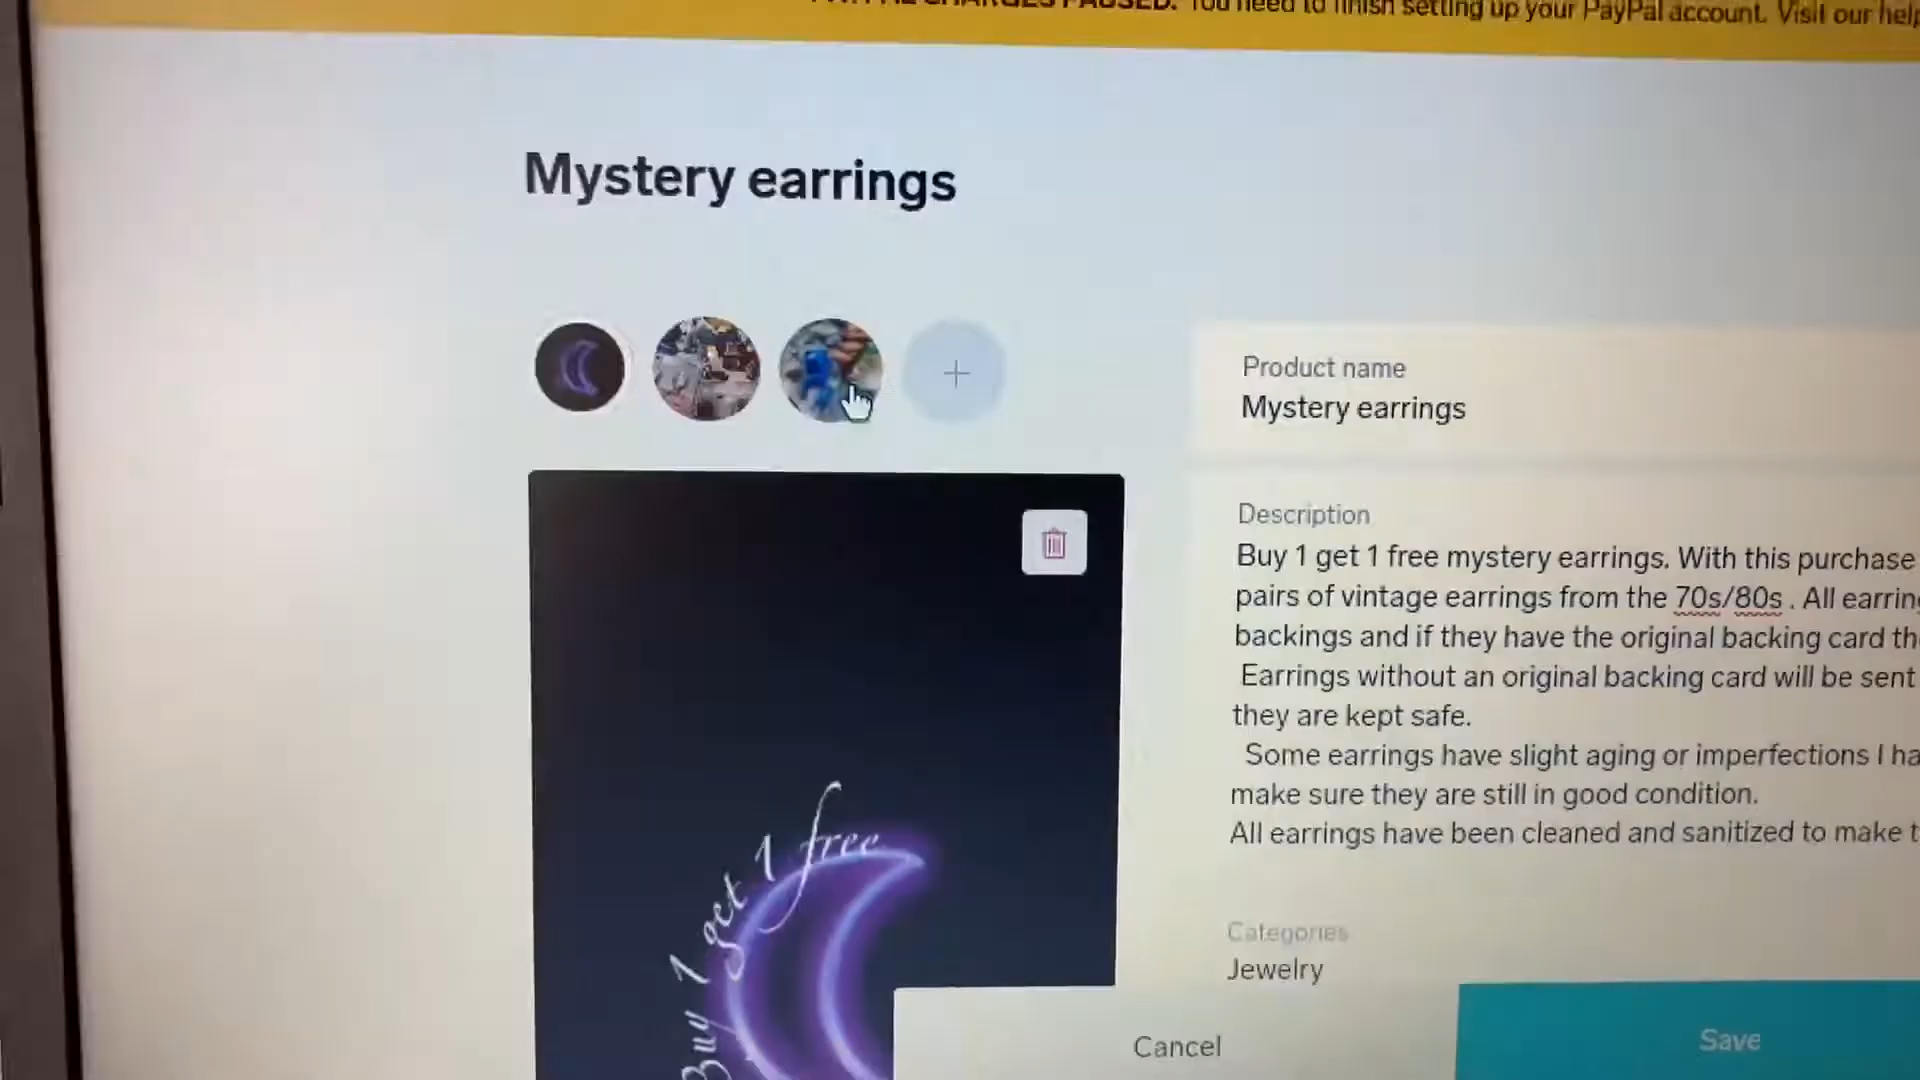 CHARGES PAUSED. You need to finish setting up your PayPal account. Visit our help
Mystery earrings
Product name
Mystery earrings
Description
Buy 1 get 1 free mystery earrings. With this purchase
pairs of vintage earrings from the 70s/80s . All
backings and if they have the original backing card
Earrings without an original backing card will be sent
they are kept safe.
Some earrings have slight aging or imperfections I
make sure they are still in good condition.
All earrings have been cleaned and sanitized to make
Categories
Jewelry
Buy 1 get 1 free
Cancel
Save